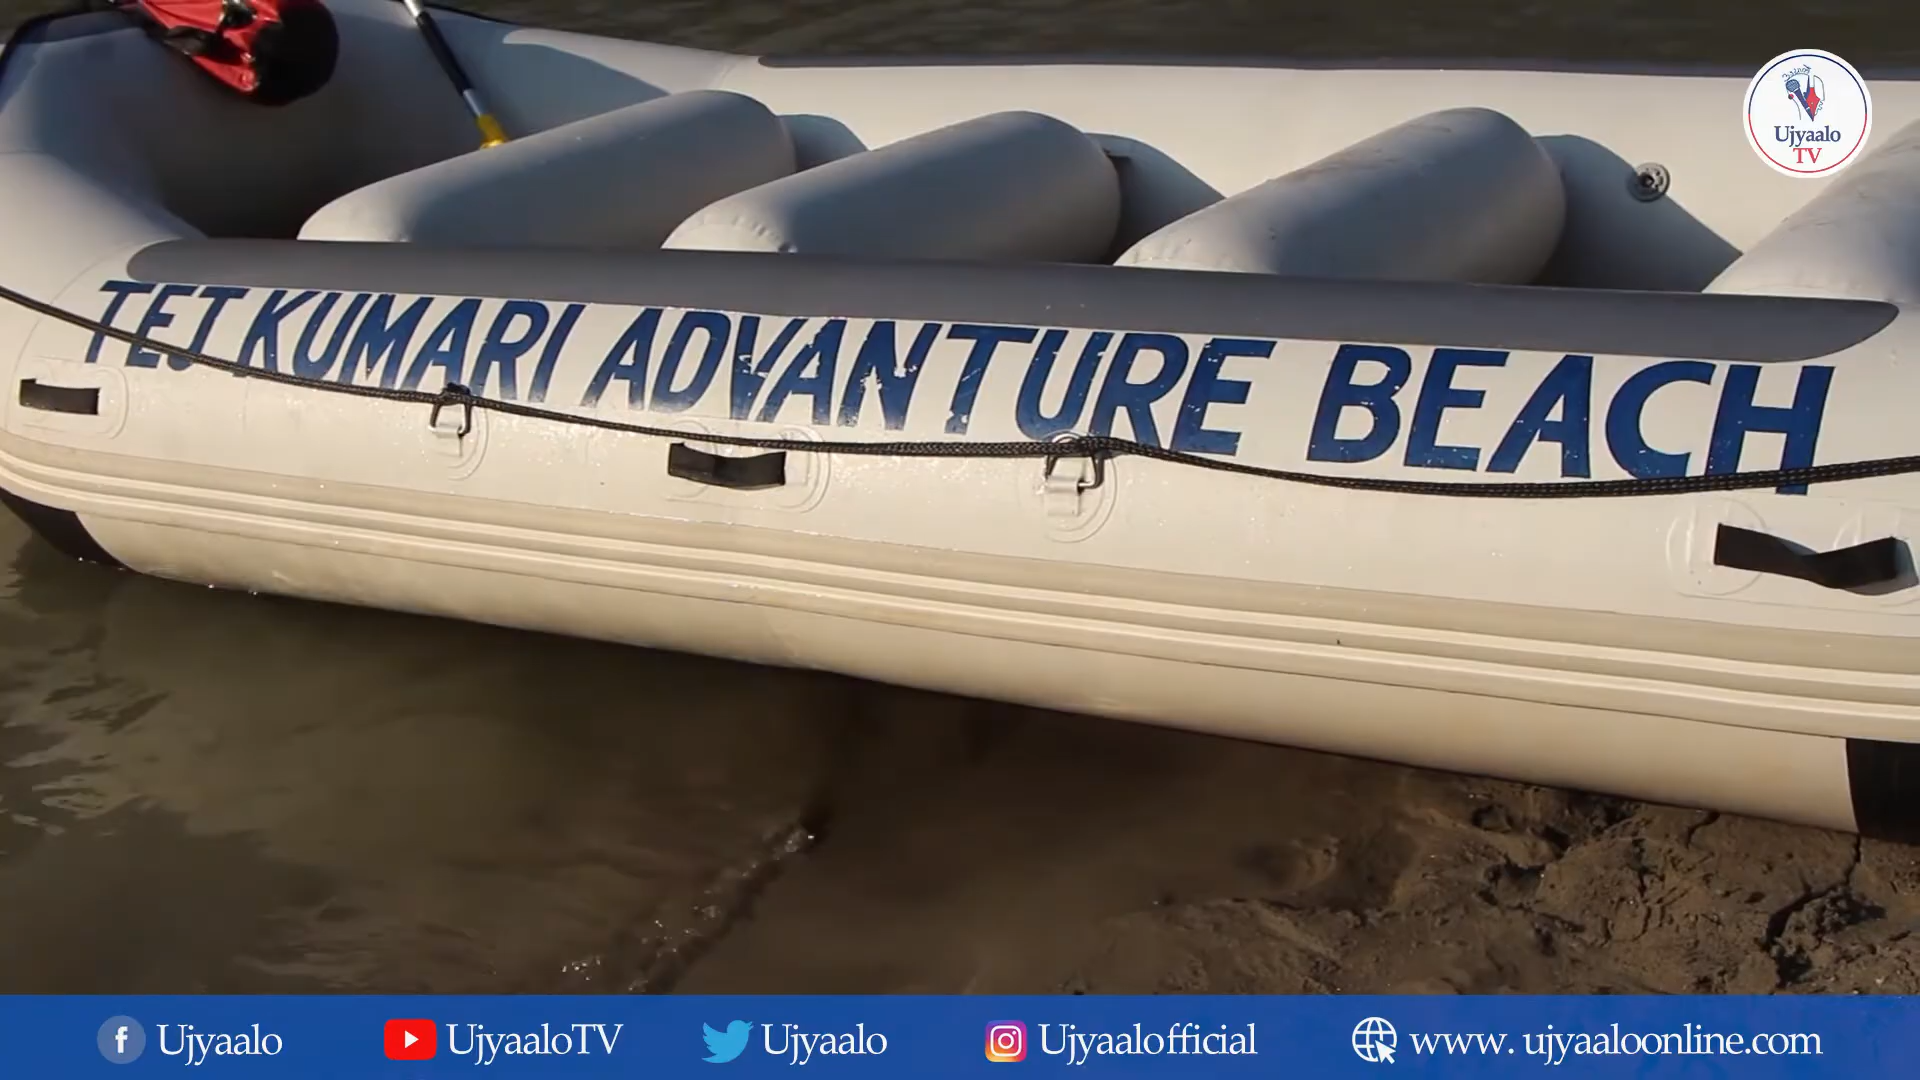 Ujyaalo
TV
TEJ KUMARI ADVANTURE BEACH
Ujyaalo
UjyaaloTV
Ujyaalo
Ujyaalofficial
www. ujyaaloonline.com